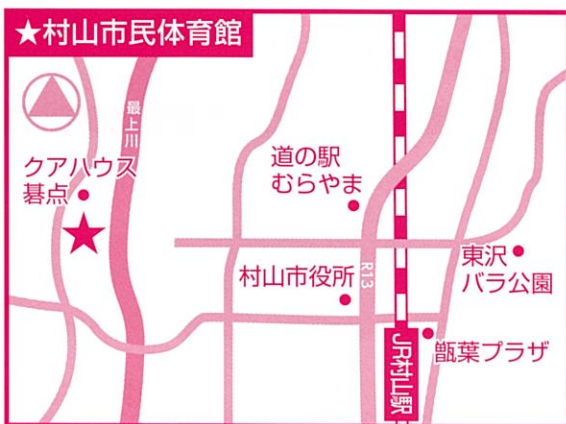 ★村山市民体育館
最上川
クアハウス
碁点
道の駅
むらやま
東沢
バラ公園
R13
村山市役所
JR村山駅
甑葉プラザ